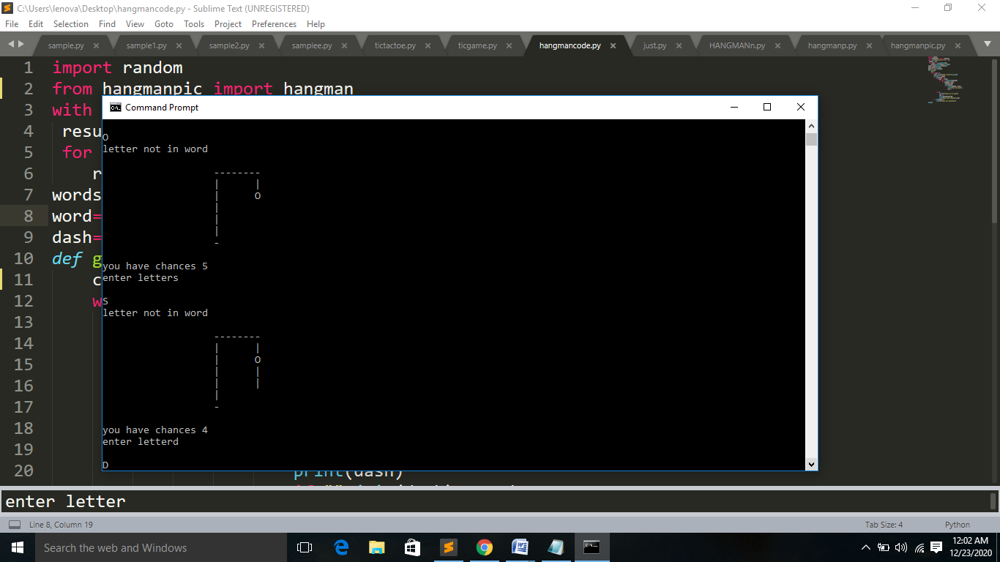 C:\Users\lenova\Desktop\hangmancode.py - Sublime Text (UNREGISTERED)
File Edit Selection Find View Goto Tools Project Preferences Help
sample.py sample1.py sample2.py samplee.py tictactoe.py ticgame.py hangmancode.py just.py HANGMANn.py hangmanp.py hangmanpic.py
1 import random
2 from hangmanpic import hangman
3 with
4 resu
5 for
6 r
7 words
8 word=
9 dash=
10 def g
11 c
12 w
13
14
15
16
17
18
19
20 print(dash)
Command Prompt
O
letter not in word
--------
|      |
|      O
|
|
|
-
you have chances 5
enter letters
S
letter not in word
--------
|      |
|      O
|      |
|      |
|
-
you have chances 4
enter letterd
D
enter letter
Line 8, Column 19 Tab Size: 4 Python
Search the web and Windows
12:02 AM
12/23/2020